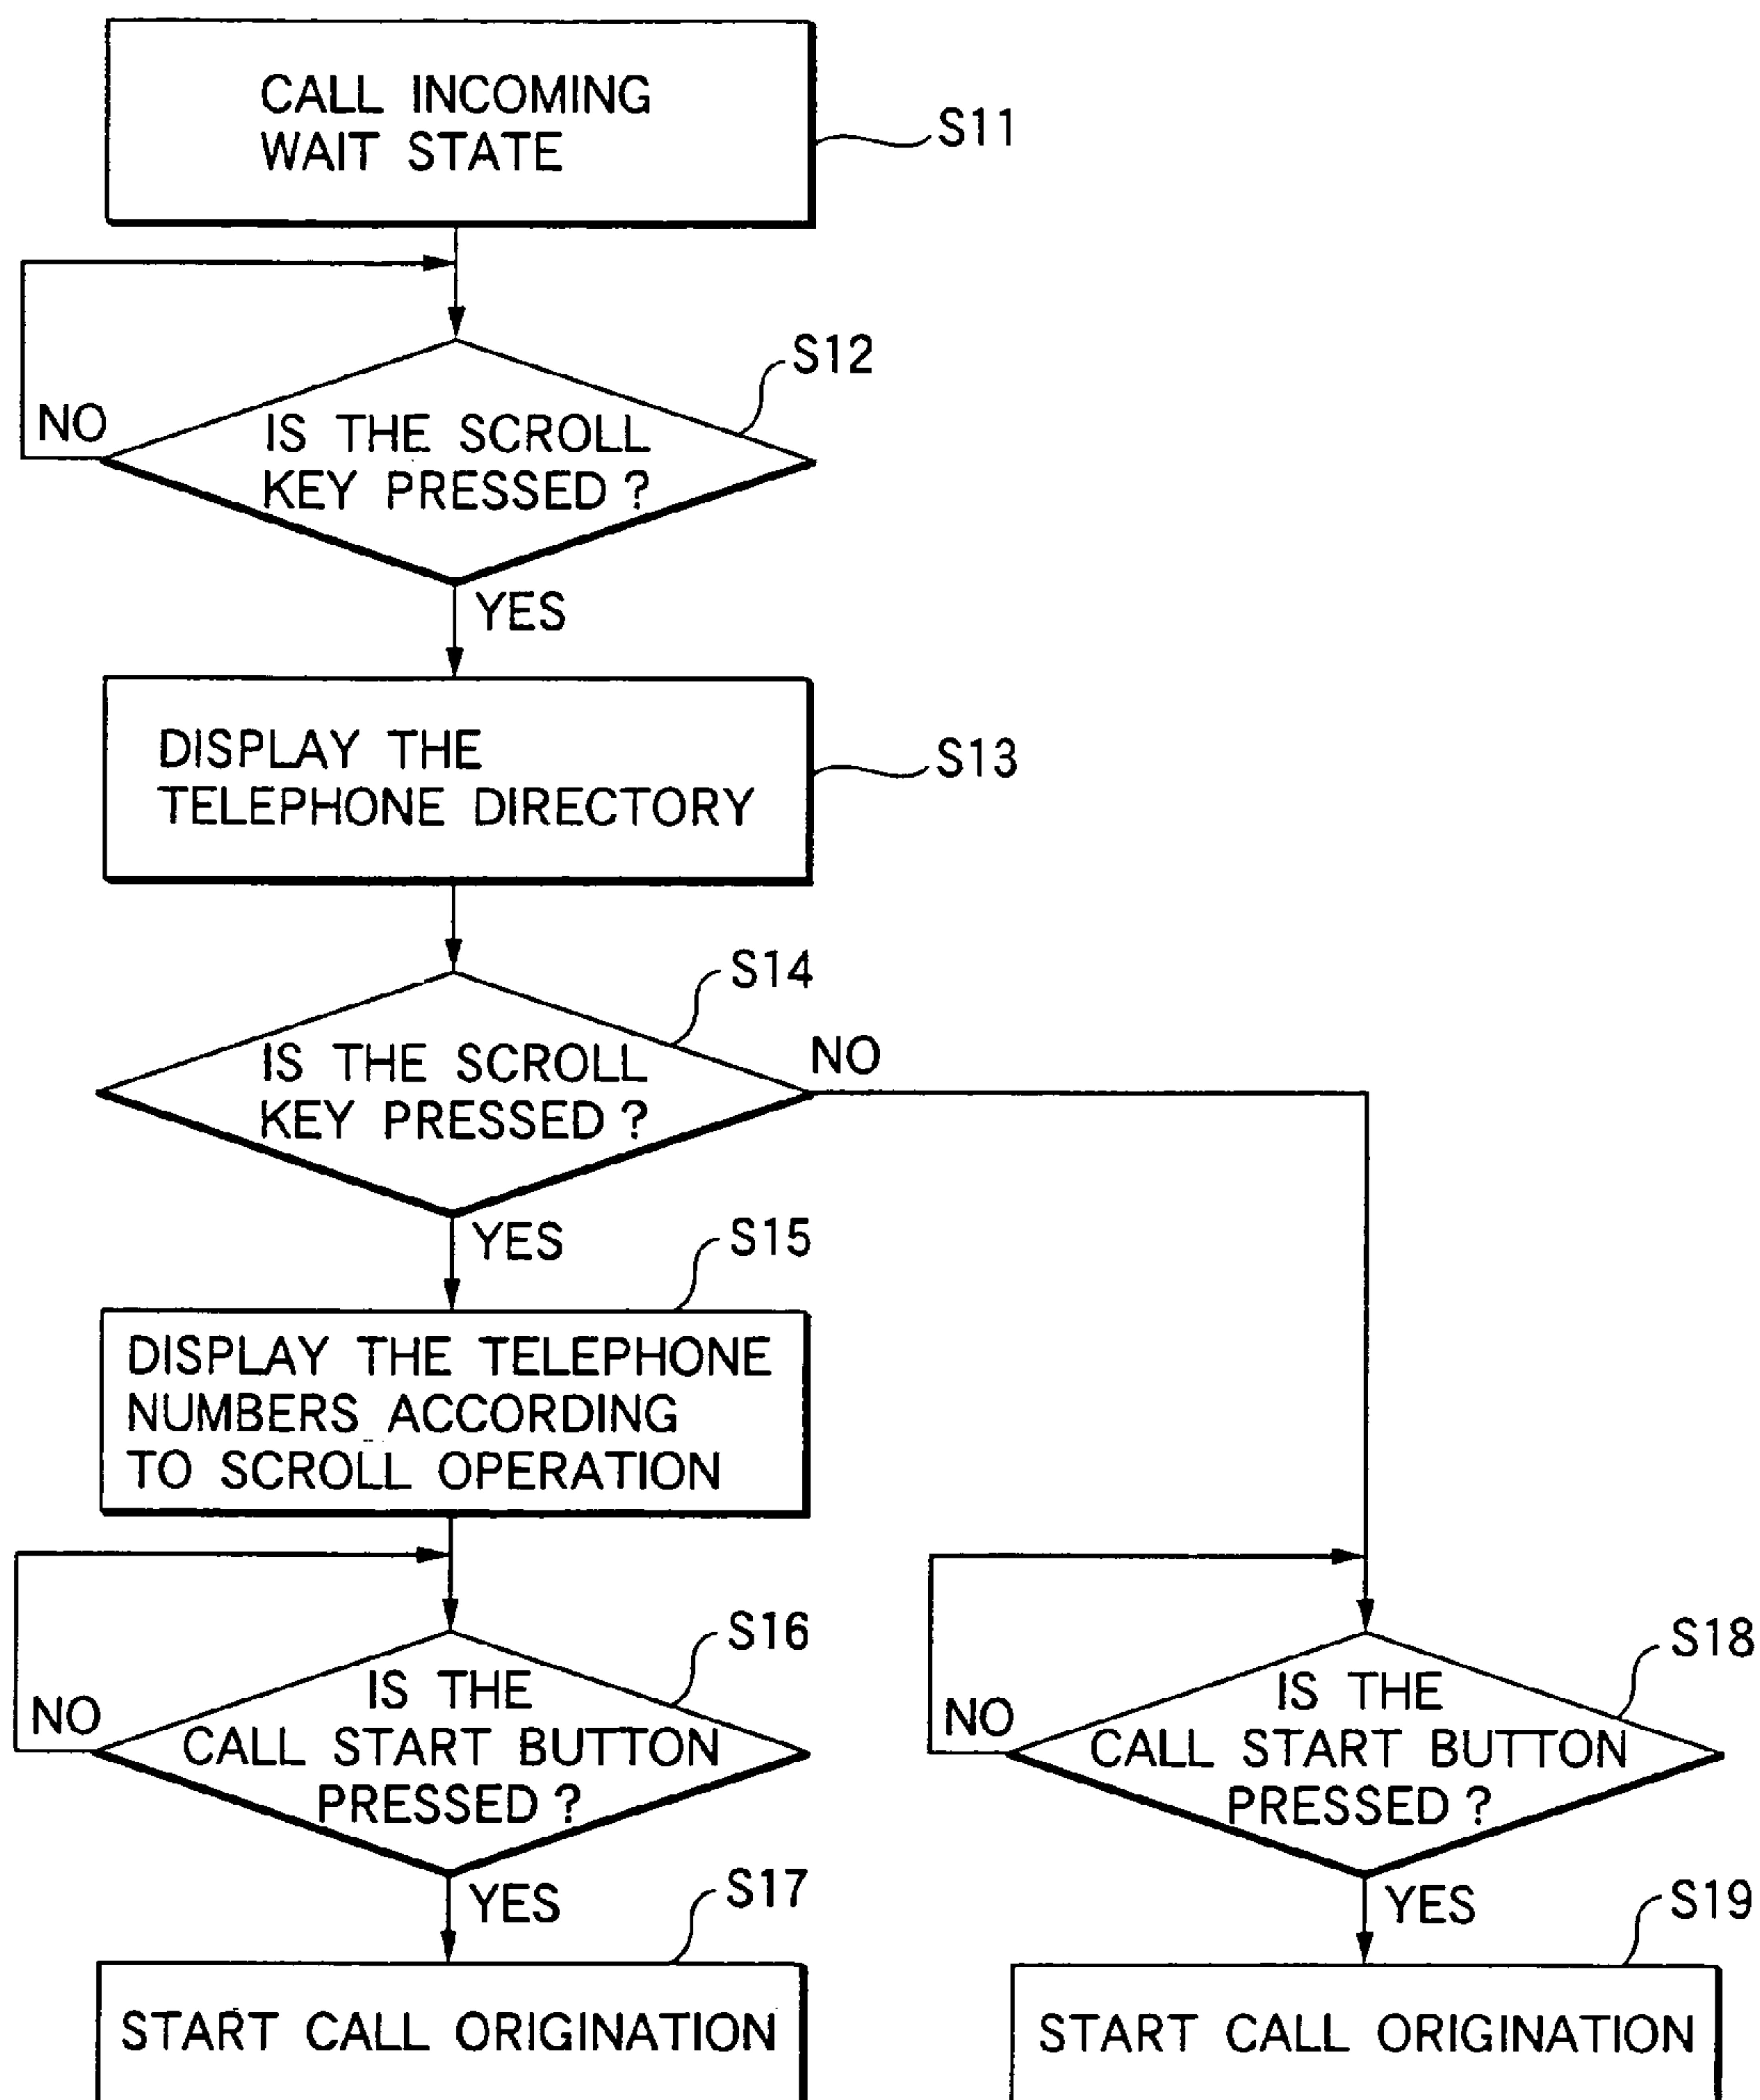 CALL INCOMING
WAIT STATE
S11
S12
NO
IS THE SCROLL
KEY PRESSED ?
YES
DISPLAY THE
TELEPHONE DIRECTORY
S13
S14
IS THE SCROLL
KEY PRESSED ?
NO
YES
S15
DISPLAY THE TELEPHONE
NUMBERS ACCORDING
TO SCROLL OPERATION
S16
NO
IS THE
CALL START BUTTON
PRESSED ?
YES
S17
START CALL ORIGINATION
S18
NO
IS THE
CALL START BUTTON
PRESSED ?
YES
S19
START CALL ORIGINATION